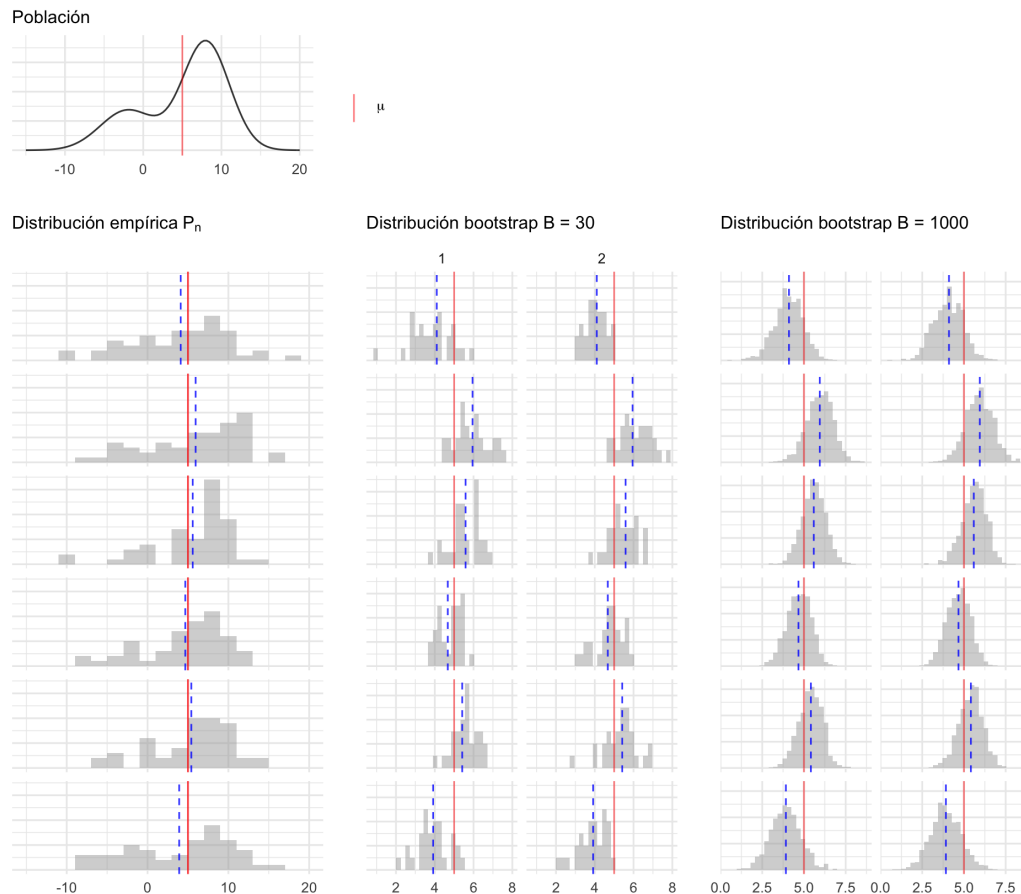 Población
μ
-10 0 10 20
Distribución empírica Pn
Distribución bootstrap B = 30
Distribución bootstrap B = 1000
1 2
-10 0 10 20
2 4 6 8 2 4 6 8
0.0 2.5 5.0 7.5 0.0 2.5 5.0 7.5